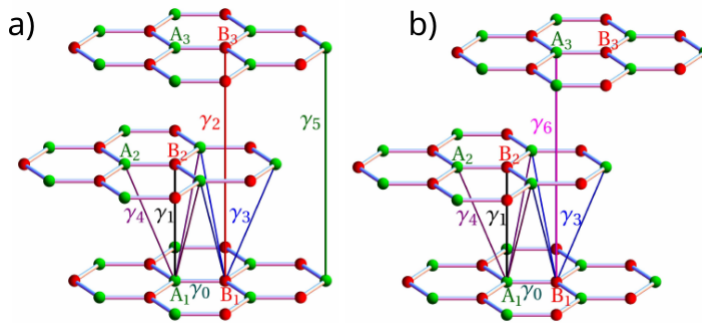 a)
A₃ B₃
γ₂ γ₅
A₂ B₂
γ₄ γ₁ γ₃
A₁ γ₀ B₁
b)
A₃ B₃
γ₆
A₂ B₂
γ₄ γ₁ γ₃
A₁ γ₀ B₁